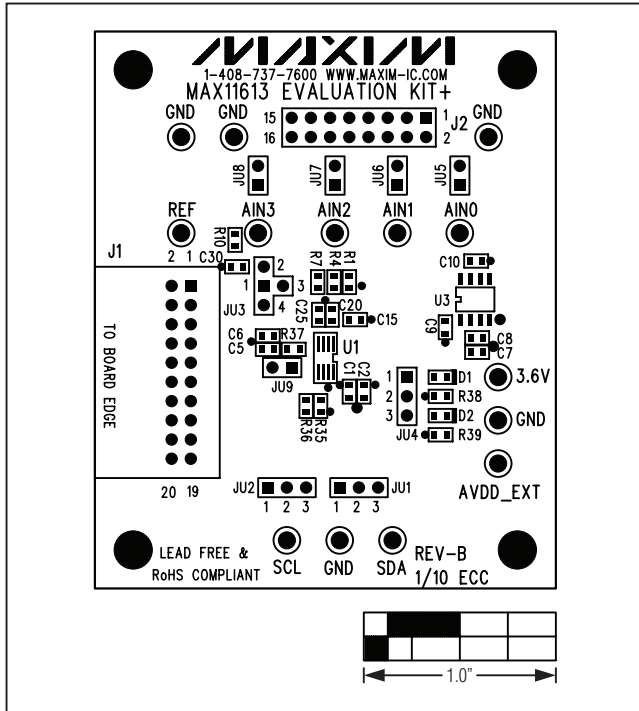 MAXIM
1-408-737-7600 WWW.MAXIM-IC.COM
MAX11613 EVALUATION KIT+
GND GND 15 1 GND
16 2 J2
JU8 JU7 JU6 JU5
REF AIN3 AIN2 AIN1 AIN0
J1 2 1 R10
C30 2 R7 R4 R1 C10
1 3 U3
JU3 4 C25 C20 C15 C9
C6 R37 C8
C5 U1 C7
TO BOARD EDGE
JU9 C1 C2 1 D1 3.6V
2 R38
R36 R35 3 D2 GND
JU4 R39
AVDD_EXT
20 19 JU2 JU1
1 2 3 1 2 3
LEAD FREE &
RoHS COMPLIANT
SCL GND SDA
REV-B
1/10 ECC
1.0"